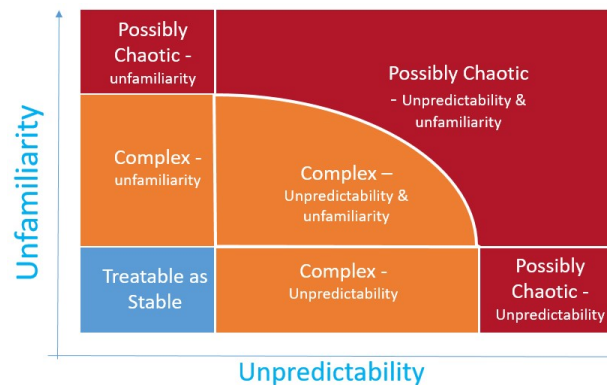 Possibly
Chaotic -
unfamiliarity
Possibly Chaotic
- Unpredictability &
unfamiliarity
Complex -
unfamiliarity
Complex –
Unpredictability &
unfamiliarity
Treatable as
Stable
Complex -
Unpredictability
Possibly
Chaotic -
Unpredictability
Unfamiliarity
Unpredictability